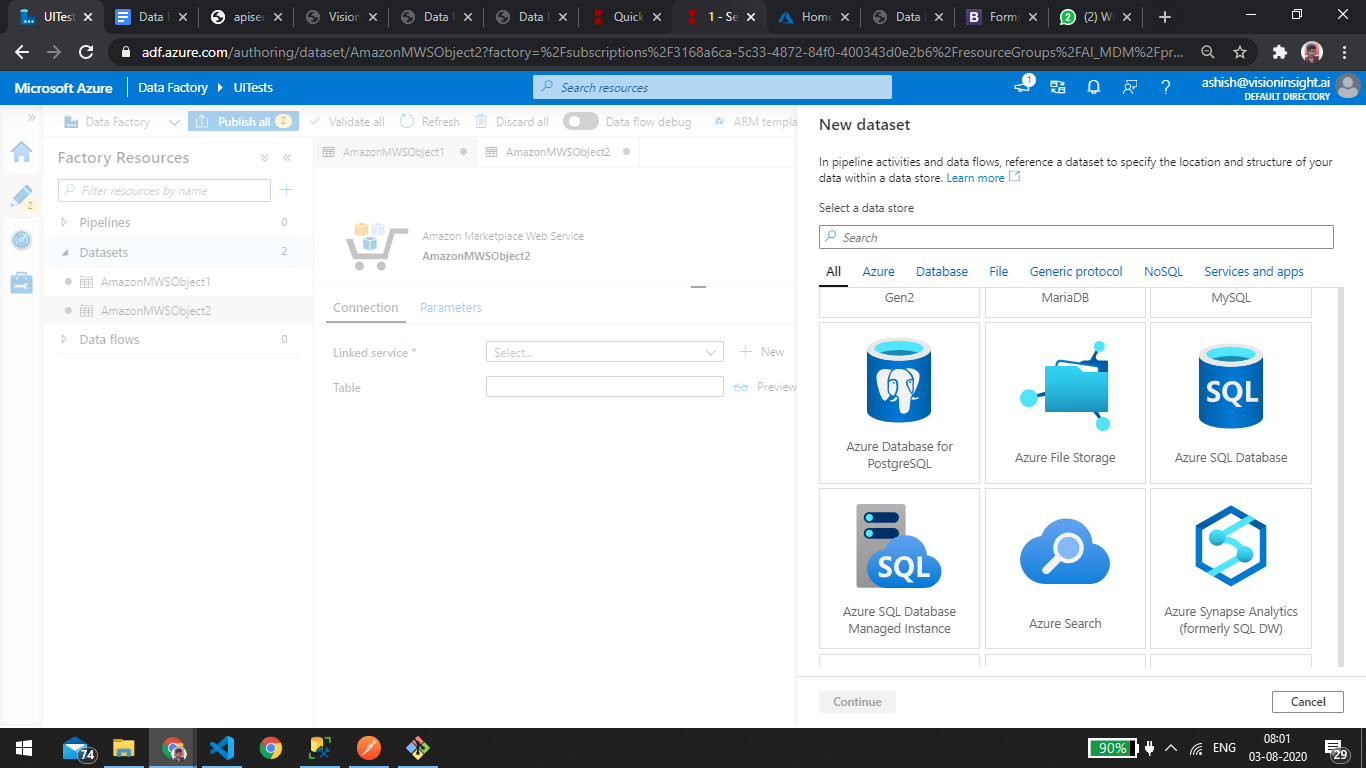 UITest
Data I
apiser
Vision
Data F
Data I
Quick
1 - Se
Home
Data F
B Forms
(2) W
adf.azure.com/authoring/dataset/AmazonMWSObject2?factory=%2Fsubscriptions%2F3168a6ca-5c33-4872-84f0-400343d0e2b6%2FresourceGroups%2FAI_MDM%2Fpr...
Microsoft Azure
Data Factory
UITests
Search resources
1
ashish@visioninsight.ai
DEFAULT DIRECTORY
Data Factory
Publish all 2
Validate all
Refresh
Discard all
Data flow debug
ARM templa
Factory Resources
Filter resources by name
2
Pipelines 0
Datasets 2
AmazonMWSObject1
AmazonMWSObject2
Data flows 0
AmazonMWSObject1
AmazonMWSObject2
Amazon Marketplace Web Service
AmazonMWSObject2
Connection
Parameters
Linked service *
Select...
New
Table
Preview
New dataset
In pipeline activities and data flows, reference a dataset to specify the location and structure of your
data within a data store. Learn more
Select a data store
Search
All Azure Database File Generic protocol NoSQL Services and apps
Gen2
MariaDB
MySQL
Azure Database for
PostgreSQL
Azure File Storage
SQL
Azure SQL Database
SQL
Azure SQL Database
Managed Instance
Azure Search
Azure Synapse Analytics
(formerly SQL DW)
Continue
Cancel
74
90%
ENG
08:01
03-08-2020
29